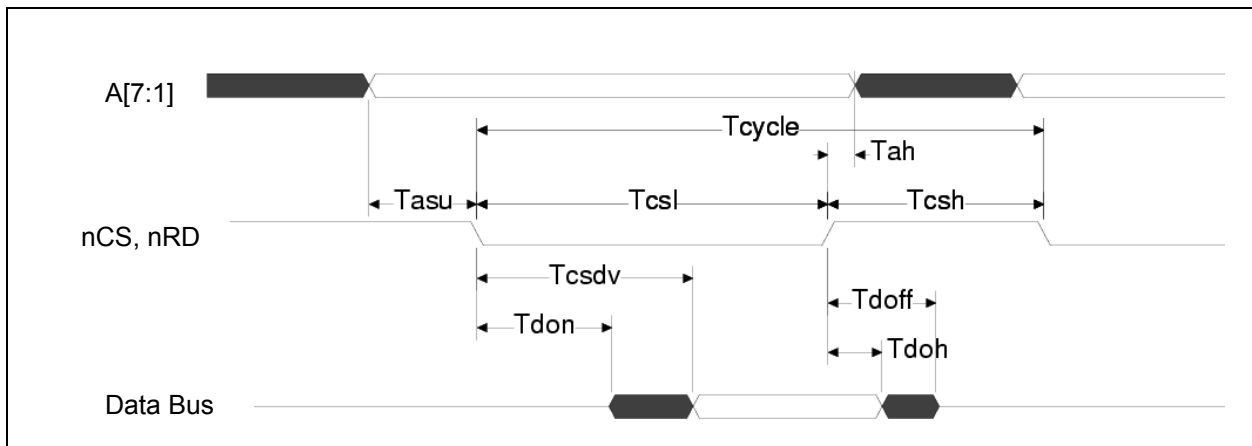 A[7:1]
Tcycle
Tah
Tasu
Tcsl
Tcsh
nCS, nRD
Tcsdv
Tdoff
Tdon
Tdoh
Data Bus